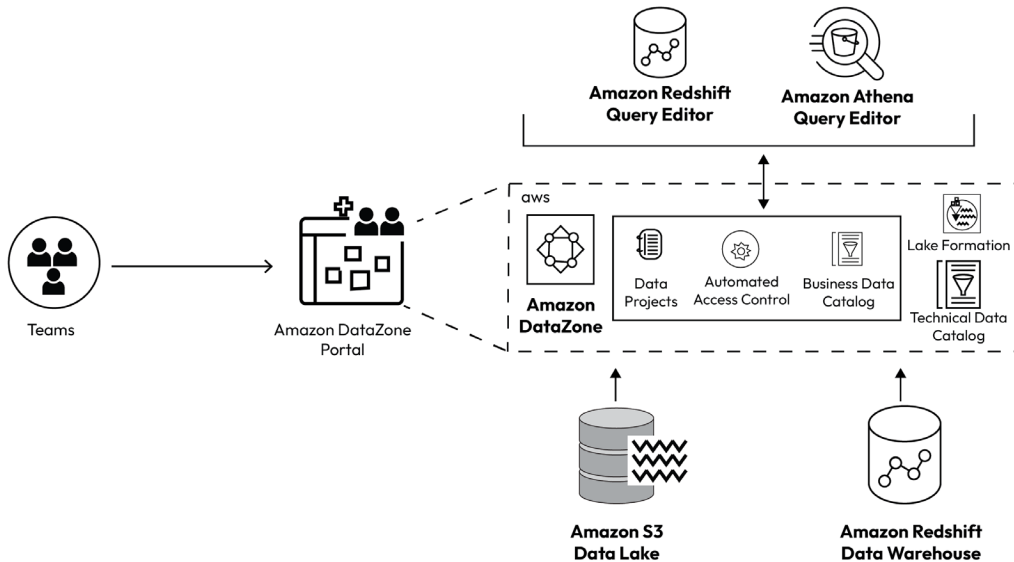 Amazon Redshift
Query Editor
Amazon Athena
Query Editor
aws
Lake Formation
Data
Projects
Automated
Access Control
Business Data
Catalog
Amazon
DataZone
Technical Data
Catalog
Teams
Amazon DataZone
Portal
Amazon S3
Data Lake
Amazon Redshift
Data Warehouse